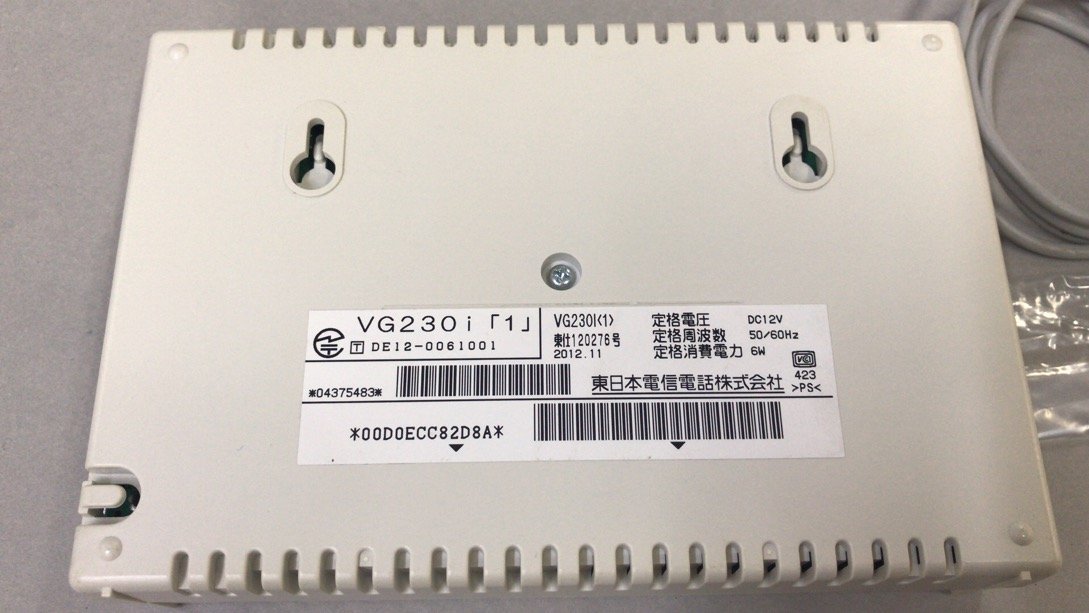 VG230i「1」
T DE12-0061001
*04375483*
VG230I<1>
東仕120276号
2012.11
定格電圧 DC12V
定格周波数 50/60Hz
定格消費電力 6W
VCI
423
>PS<
東日本電信電話株式会社
*00D0ECC82D8A*